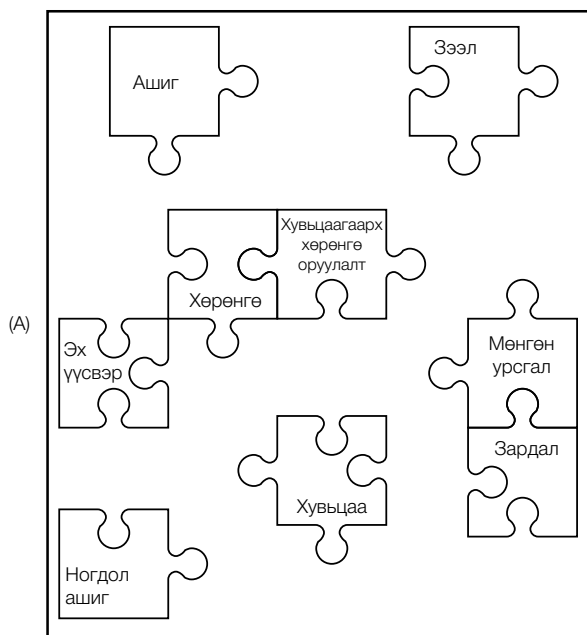 Ашиг
Зээл
Хувьцаагаарх
хөрөнгө
оруулалт
Хөрөнгө
(А)
Эх
үүсвэр
Мөнгөн
урсгал
Зардал
Хувьцаа
Ногдол
ашиг